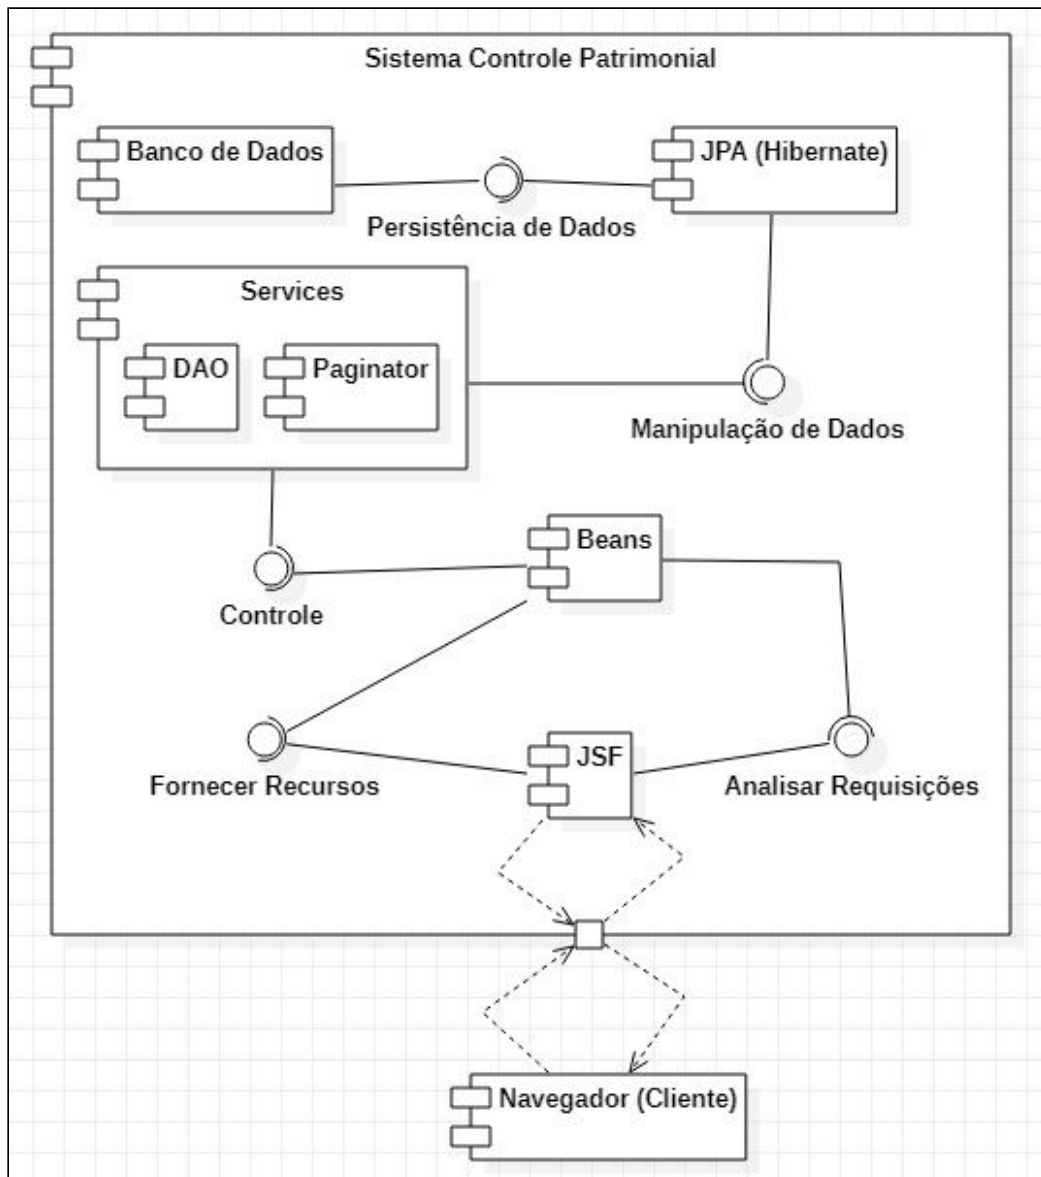 Sistema Controle Patrimonial
Banco de Dados
JPA (Hibernate)
Persistência de Dados
Services
DAO
Paginator
Manipulação de Dados
Beans
Controle
JSF
Fornecer Recursos
Analisar Requisições
Navegador (Cliente)